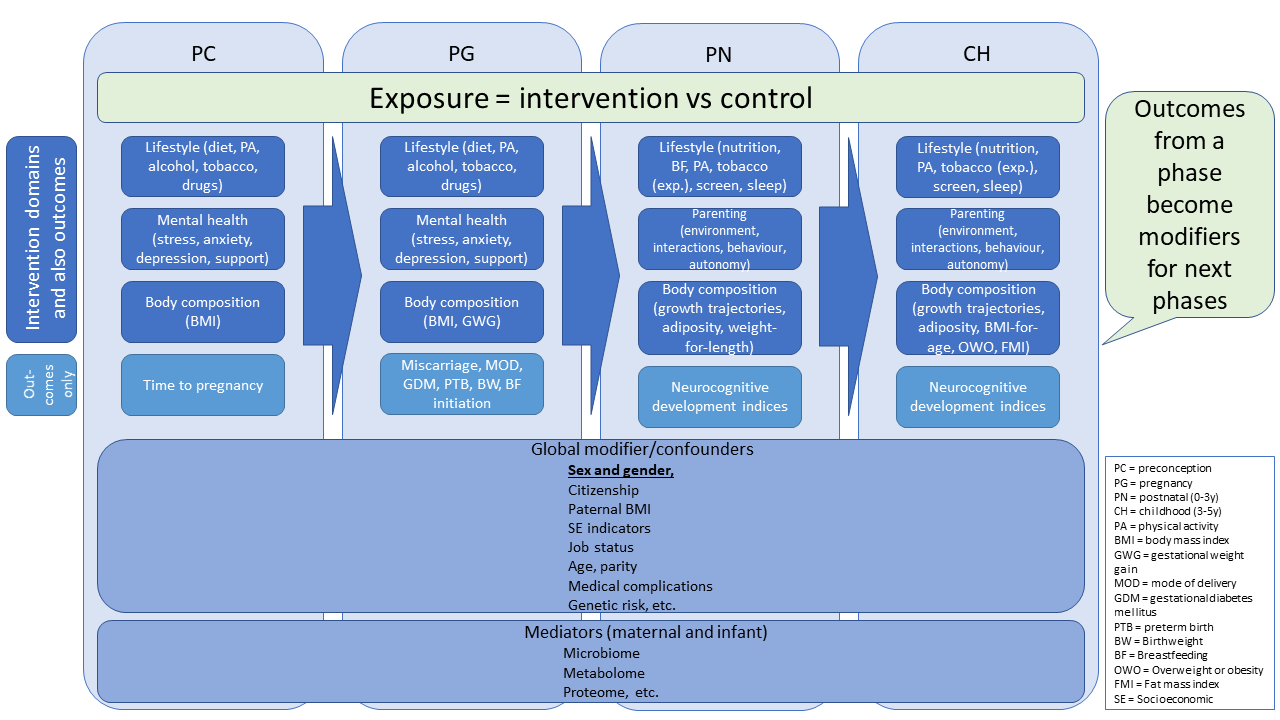 PC
PG
PN
CH
Exposure = intervention vs control
Intervention domains
and also outcomes
Lifestyle (diet, PA,
alcohol, tobacco,
drugs)
Lifestyle (diet, PA,
alcohol, tobacco,
drugs)
Lifestyle (nutrition,
BF, PA, tobacco
(exp.), screen, sleep)
Lifestyle (nutrition,
PA, tobacco (exp.),
screen, sleep)
Mental health
(stress, anxiety,
depression, support)
Mental health
(stress, anxiety,
depression, support)
Parenting
(environment,
interactions, behaviour,
autonomy)
Parenting
(environment,
interactions, behaviour,
autonomy)
Body composition
(BMI)
Body composition
(BMI, GWG)
Body composition
(growth trajectories,
adiposity, weight-
for-length)
Body composition
(growth trajectories,
adiposity, BMI-for-
age, OWO, FMI)
Out-
comes
only
Time to pregnancy
Miscarriage, MOD,
GDM, PTB, BW, BF
initiation
Neurocognitive
development indices
Neurocognitive
development indices
Outcomes
from a
phase
become
modifiers
for next
phases
Global modifier/confounders
Sex and gender,
Citizenship
Paternal BMI
SE indicators
Job status
Age, parity
Medical complications
Genetic risk, etc.
Mediators (maternal and infant)
Microbiome
Metabolome
Proteome, etc.
PC = preconception
PG = pregnancy
PN = postnatal (0-3y)
CH = childhood (3-5y)
PA = physical activity
BMI = body mass index
GWG = gestational weight
gain
MOD = mode of delivery
GDM = gestational diabetes
mellitus
PTB = preterm birth
BW = Birthweight
BF = Breastfeeding
OWO = Overweight or obesity
FMI = Fat mass index
SE = Socioeconomic